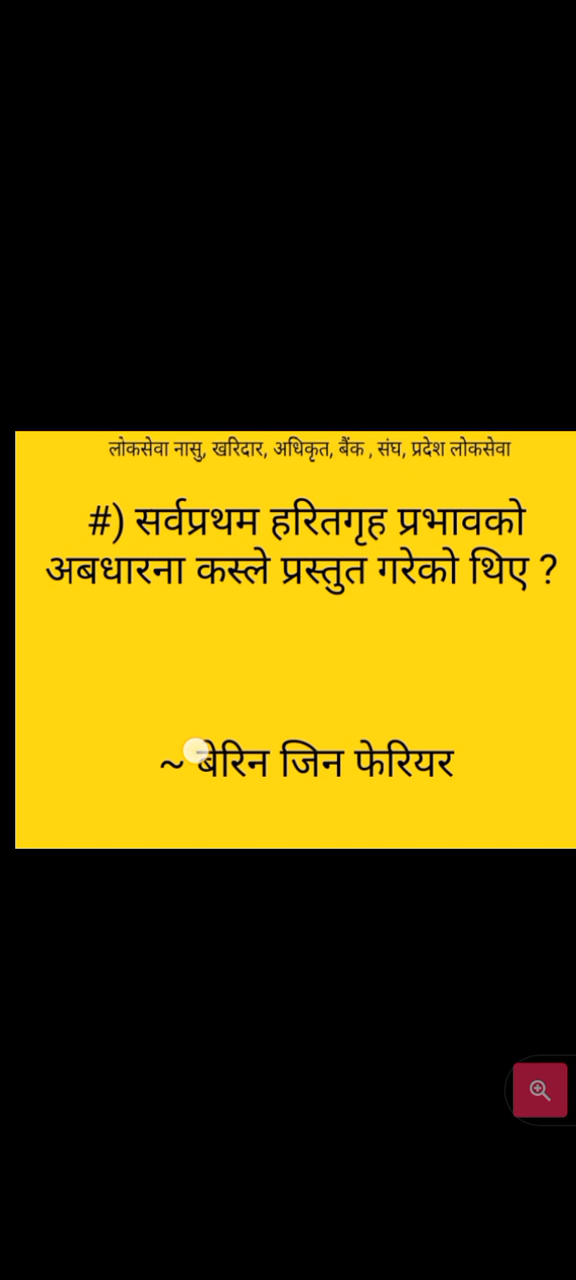 लोकसेवा नासु, खरिदार, अधिकृत, बैंक , संघ, प्रदेश लोकसेवा
#) सर्वप्रथम हरितगृह प्रभावको
अबधारना कस्ले प्रस्तुत गरेको थिए ?
~ बेरिन जिन फेरियर